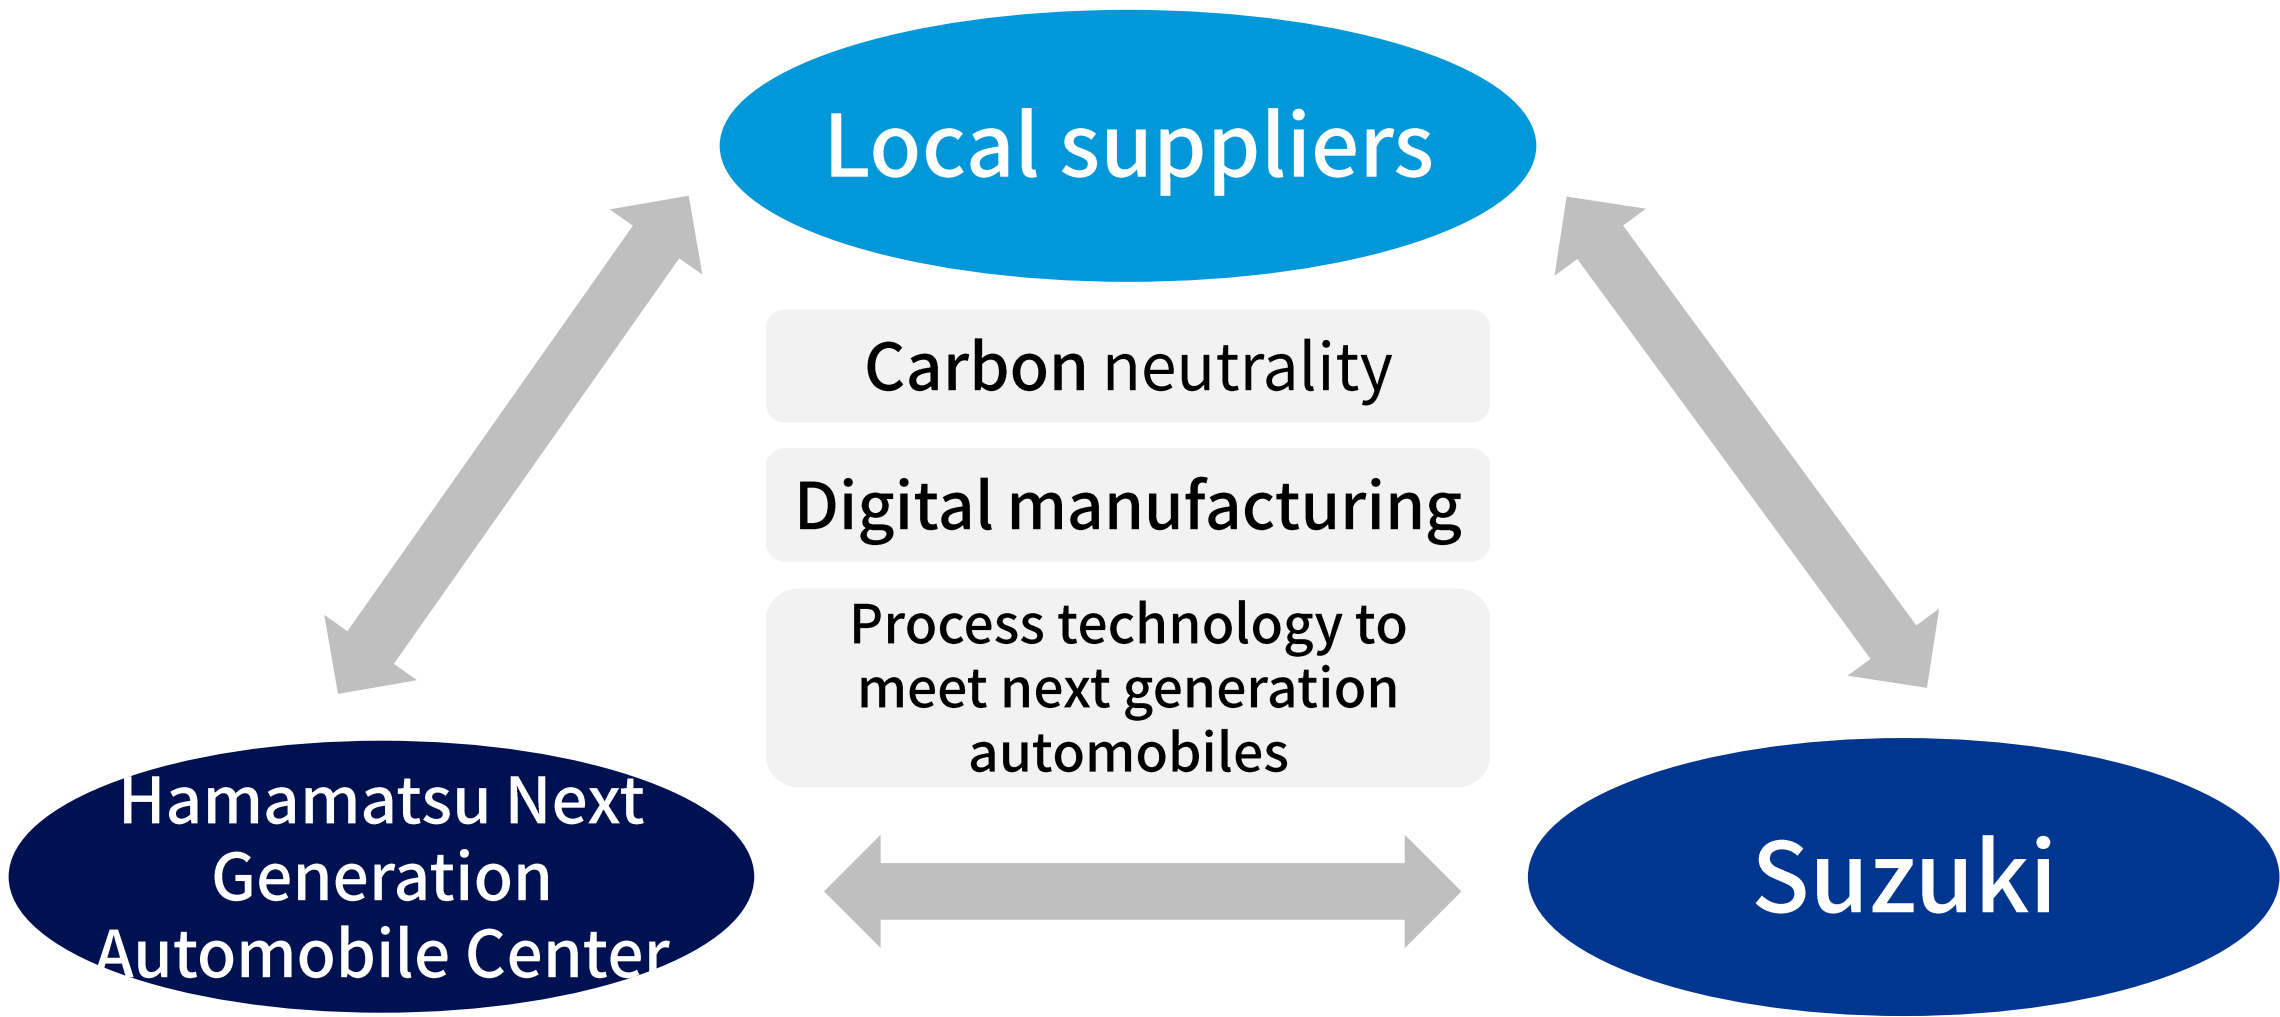 Local suppliers
Carbon neutrality
Digital manufacturing
Process technology to
meet next generation
automobiles
Hamamatsu Next
Generation
Automobile Center
Suzuki